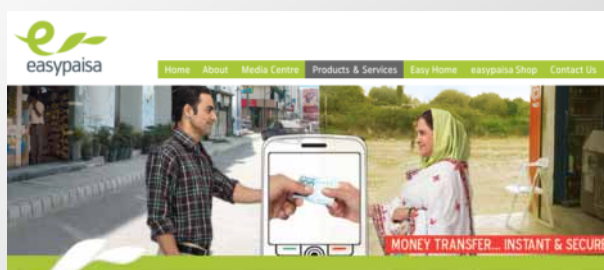 easypaisa
Home About Media Centre Products & Services Easy Home easypaisa Shop Contact Us
MONEY TRANSFER... INSTANT & SECURE